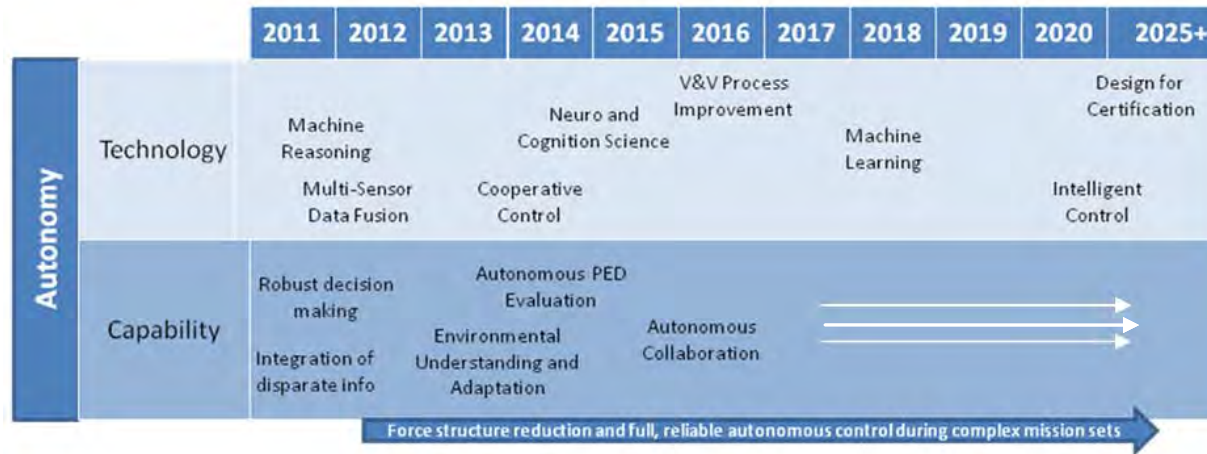 2011 2012 2013 2014 2015 2016 2017 2018 2019 2020 2025+
Autonomy
Technology
Machine
Reasoning
Multi-Sensor
Data Fusion
Neuro and
Cognition Science
Cooperative
Control
V&V Process
Improvement
Machine
Learning
Design for
Certification
Intelligent
Control
Capability
Robust decision
making
Integration of
disparate info
Autonomous PED
Evaluation
Environmental
Understanding and
Adaptation
Autonomous
Collaboration
Force structure reduction and full, reliable autonomous control during complex mission sets